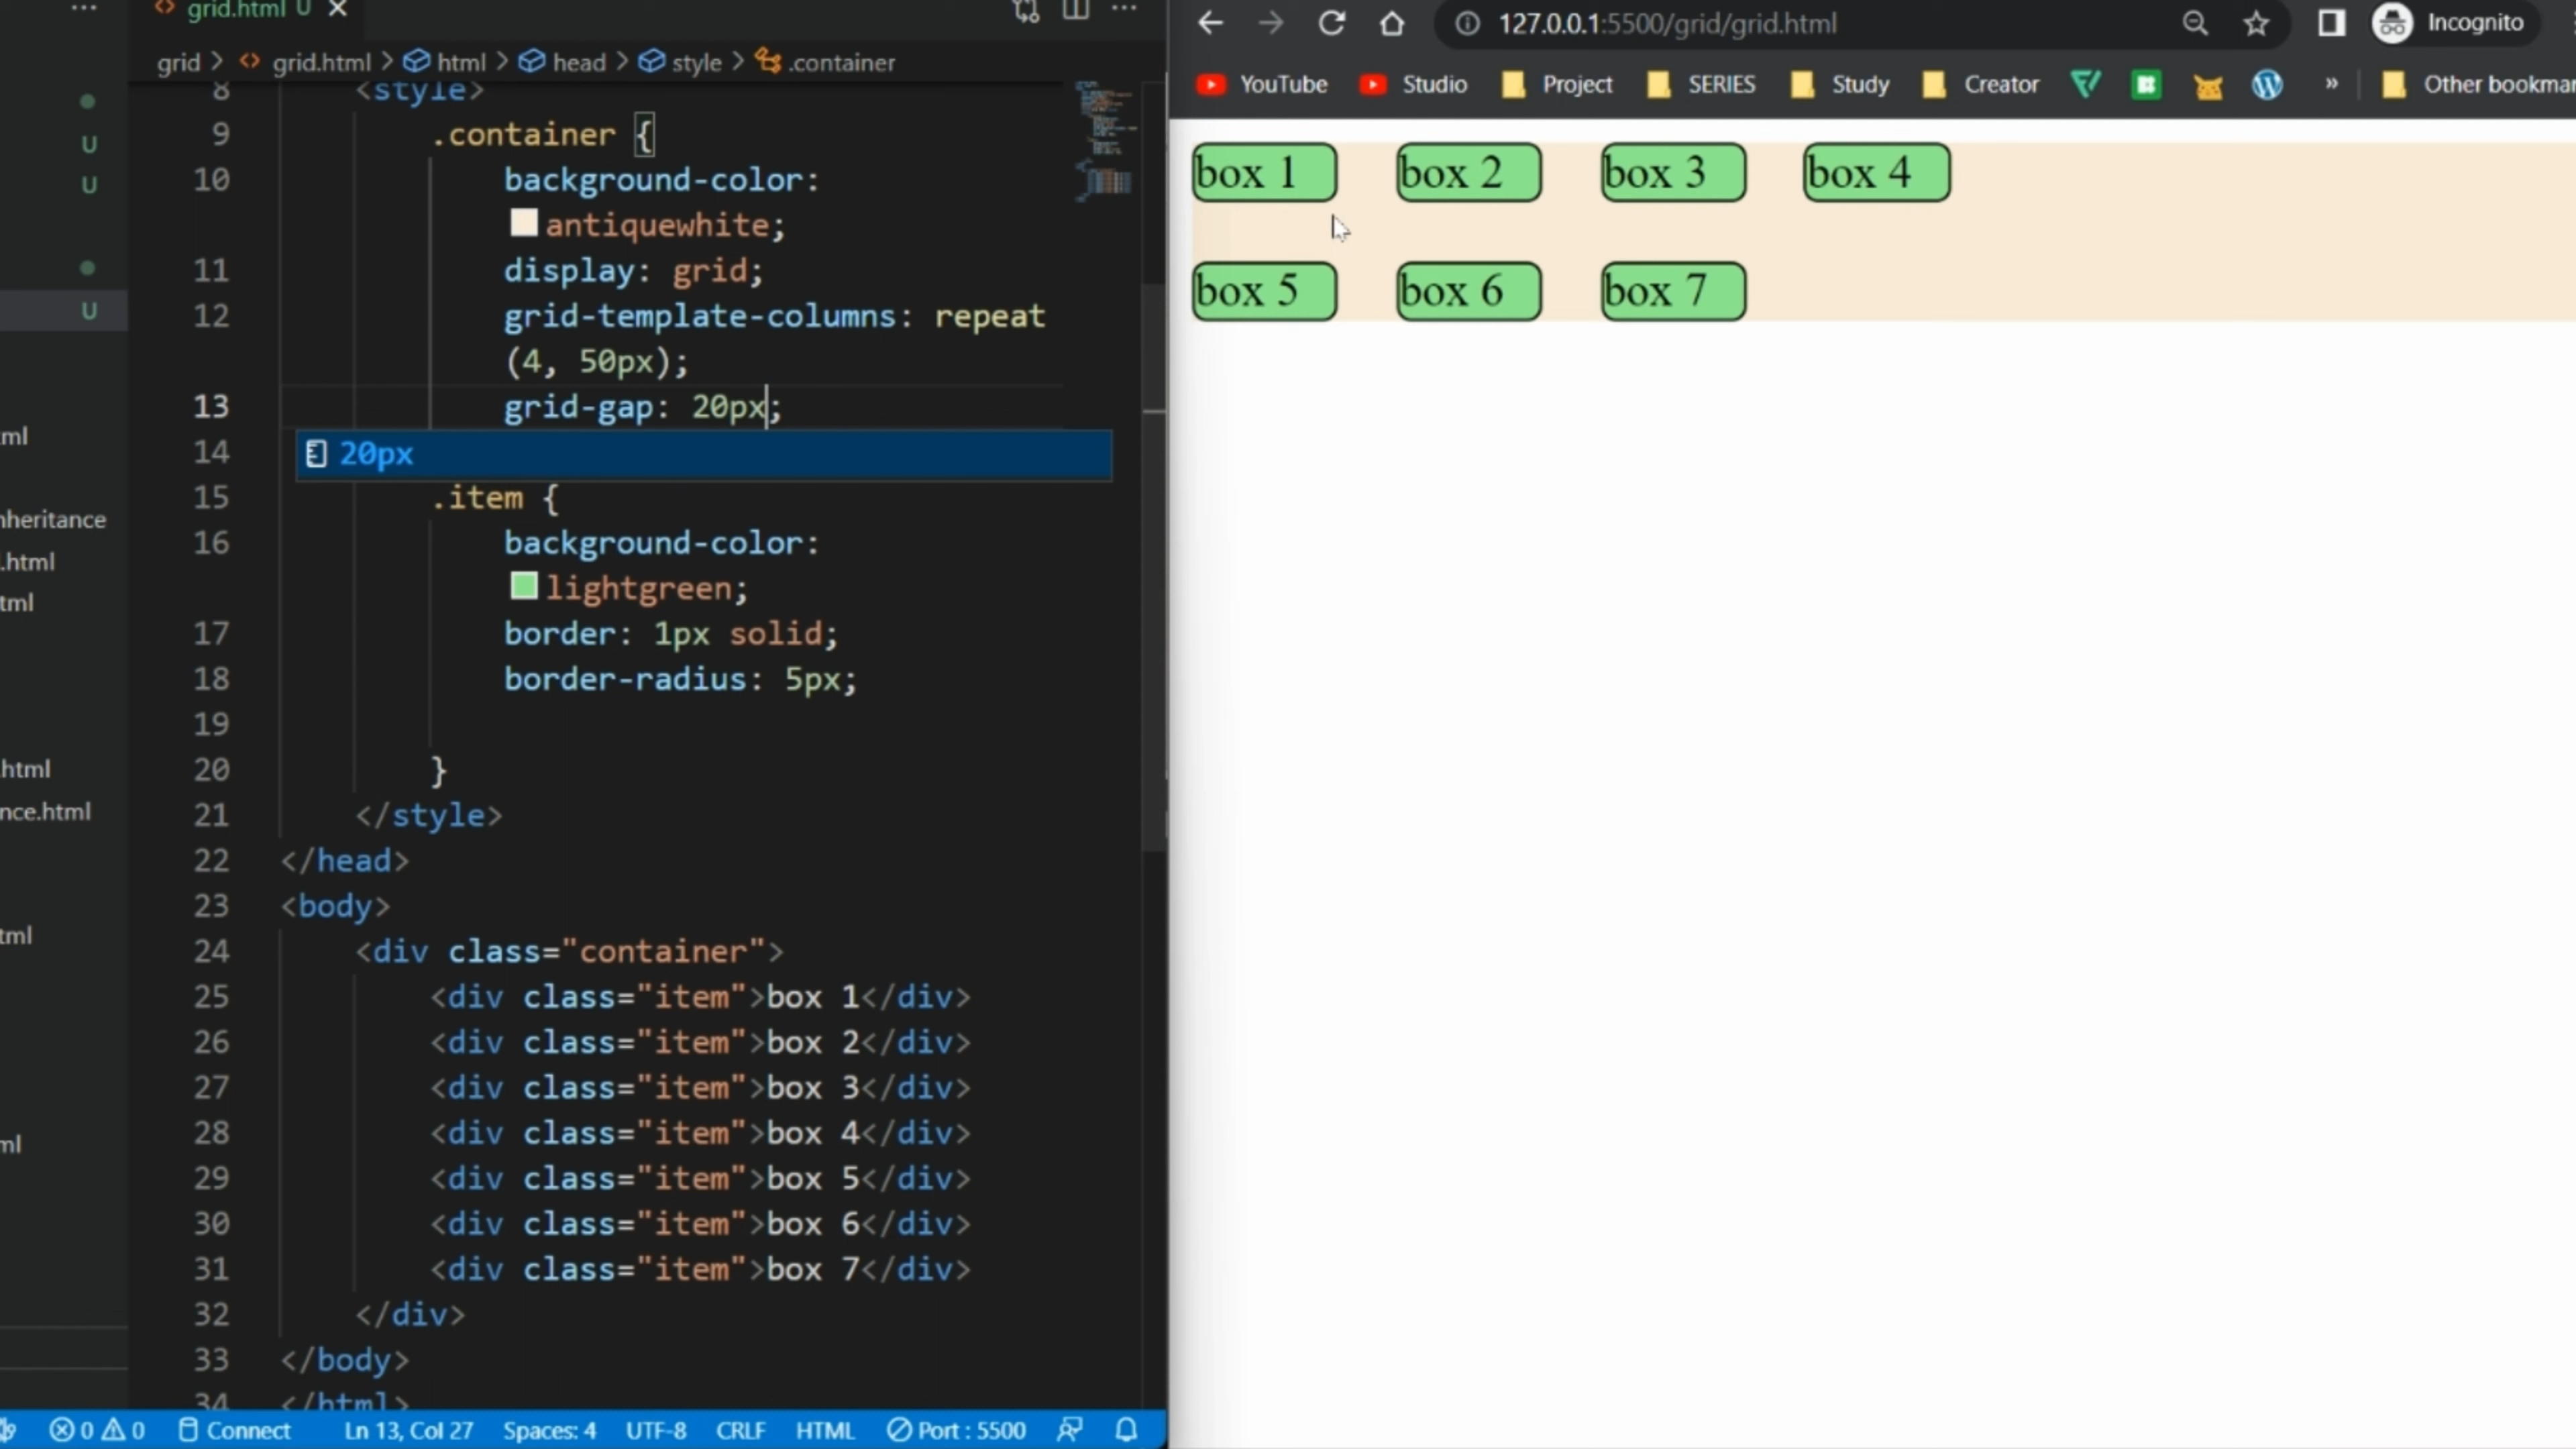 grid.html U
grid > grid.html > html > head > style > .container
8 <style>
9 .container {
10 background-color:
antiquewhite;
11 display: grid;
12 grid-template-columns: repeat
(4, 50px);
13 grid-gap: 20px;
14 20px
15 .item {
16 background-color:
lightgreen;
17 border: 1px solid;
18 border-radius: 5px;
19
20 }
21 </style>
22 </head>
23 <body>
24 <div class="container">
25 <div class="item">box 1</div>
26 <div class="item">box 2</div>
27 <div class="item">box 3</div>
28 <div class="item">box 4</div>
29 <div class="item">box 5</div>
30 <div class="item">box 6</div>
31 <div class="item">box 7</div>
32 </div>
33 </body>
34 </html>
U
U
U
ml
nheritance
.html
tml
.html
nce.html
tml
ml
0 0 Connect Ln 13, Col 27 Spaces: 4 UTF-8 CRLF HTML Port : 5500
127.0.0.1:5500/grid/grid.html Incognito
YouTube Studio Project SERIES Study Creator » Other bookmar
box 1 box 2 box 3 box 4
box 5 box 6 box 7